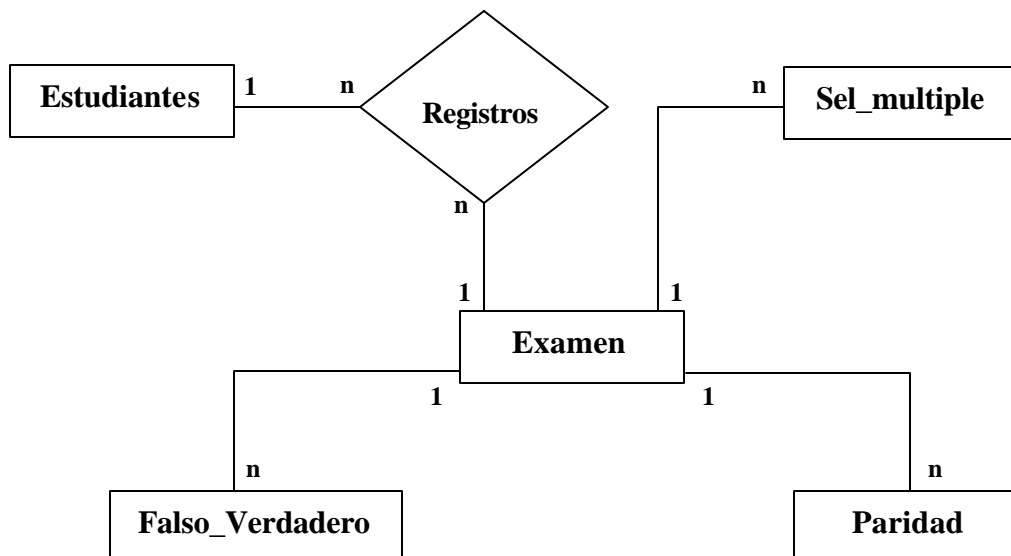 Estudiantes
1
n
Registros
n
Sel_multiple
n
1
1
Examen
1
1
n
n
Falso_Verdadero
Paridad